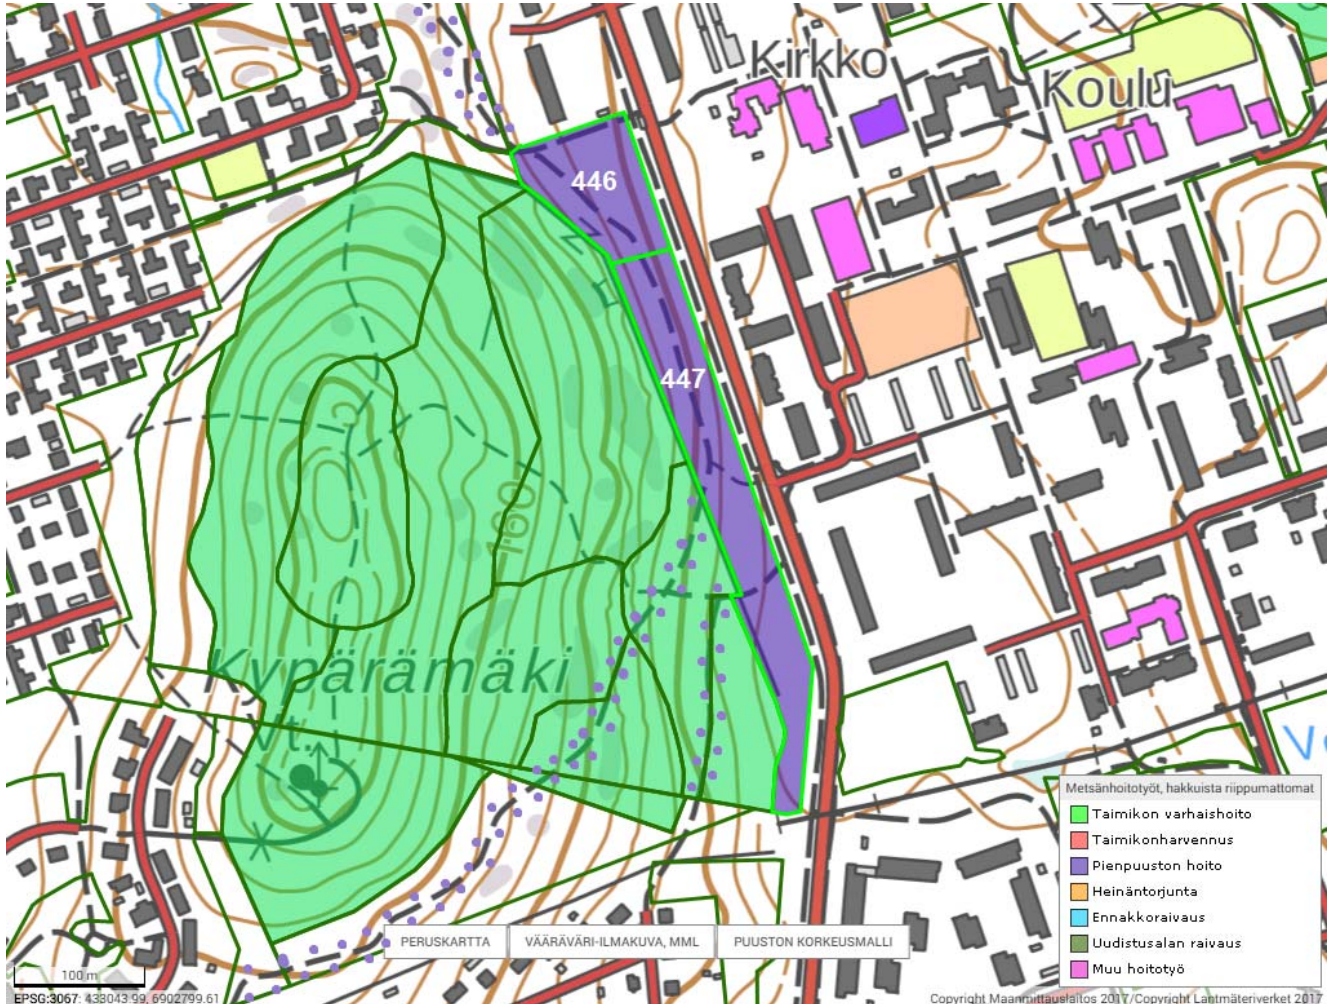 Kirkko
Koulu
446
447
100
Kypärämäki
Vt.
Metsänhoitotyöt, hakkuista riippumattomat
Taimikon varhaishoito
Taimikonharvennus
Pienpuuston hoito
Heinäntorjunta
Ennakkoraivaus
Uudistusalan raivaus
Muu hoitotyö
PERUSKARTTA
VÄÄRÄVÄRI-ILMAKUVA, MML
PUUSTON KORKEUSMALLI
100 m
EPSG:3067: 433043.99, 6902799.61
Copyright Maanmittauslaitos 2017/Copyright Lantmäteriverket 2017